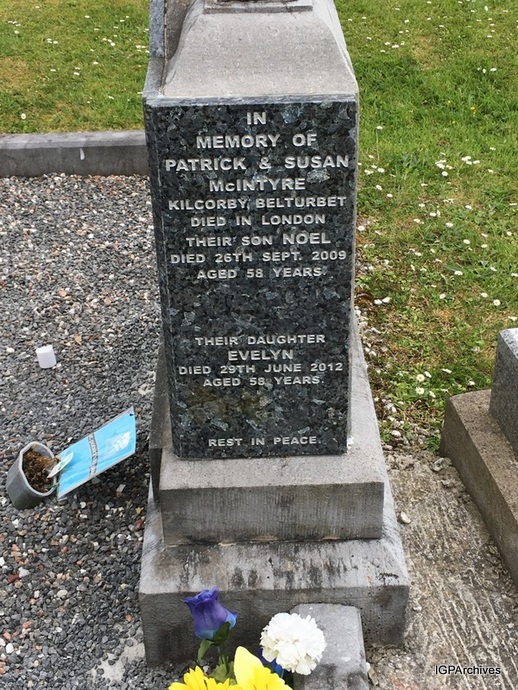 IN
MEMORY OF
PATRICK & SUSAN
McINTYRE
KILCORBY, BELTURBET
DIED IN LONDON
THEIR SON NOEL
DIED 26TH SEPT. 2009
AGED 58 YEARS.
THEIR DAUGHTER
EVELYN
DIED 29TH JUNE 2012
AGED 58 YEARS.
REST IN PEACE
IGPArchives